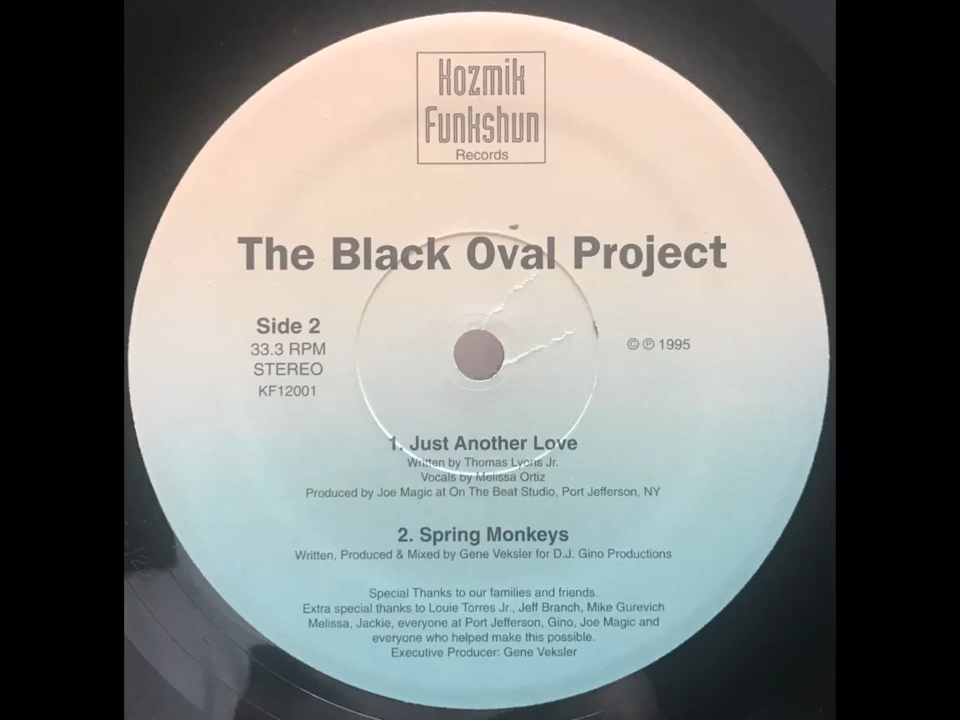 Kozmik
Funkshun
Records
The Black Oval Project
Side 2
33.3 RPM
STEREO
KF12001
© ℗ 1995
1. Just Another Love
Written by Thomas Lyons Jr.
Vocals by Melissa Ortiz
Produced by Joe Magic at On The Beat Studio, Port Jefferson, NY
2. Spring Monkeys
Written, Produced & Mixed by Gene Veksler for D.J. Gino Productions
Special Thanks to our families and friends.
Extra special thanks to Louie Torres Jr., Jeff Branch, Mike Gurevich
Melissa, Jackie, everyone at Port Jefferson, Gino, Joe Magic and
everyone who helped make this possible.
Executive Producer: Gene Veksler